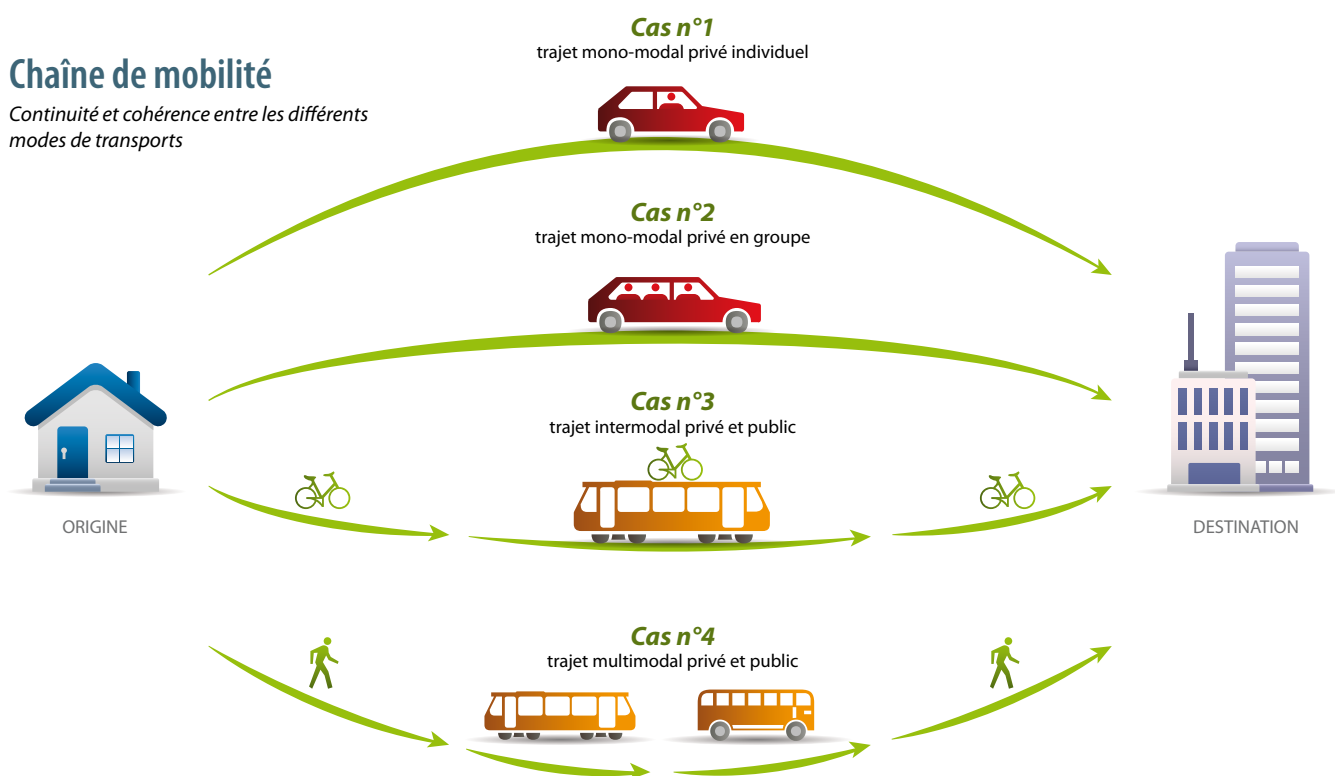 Chaîne de mobilité
Continuité et cohérence entre les différents
modes de transports
Cas n°1
trajet mono-modal privé individuel
Cas n°2
trajet mono-modal privé en groupe
Cas n°3
trajet intermodal privé et public
ORIGINE
DESTINATION
Cas n°4
trajet multimodal privé et public